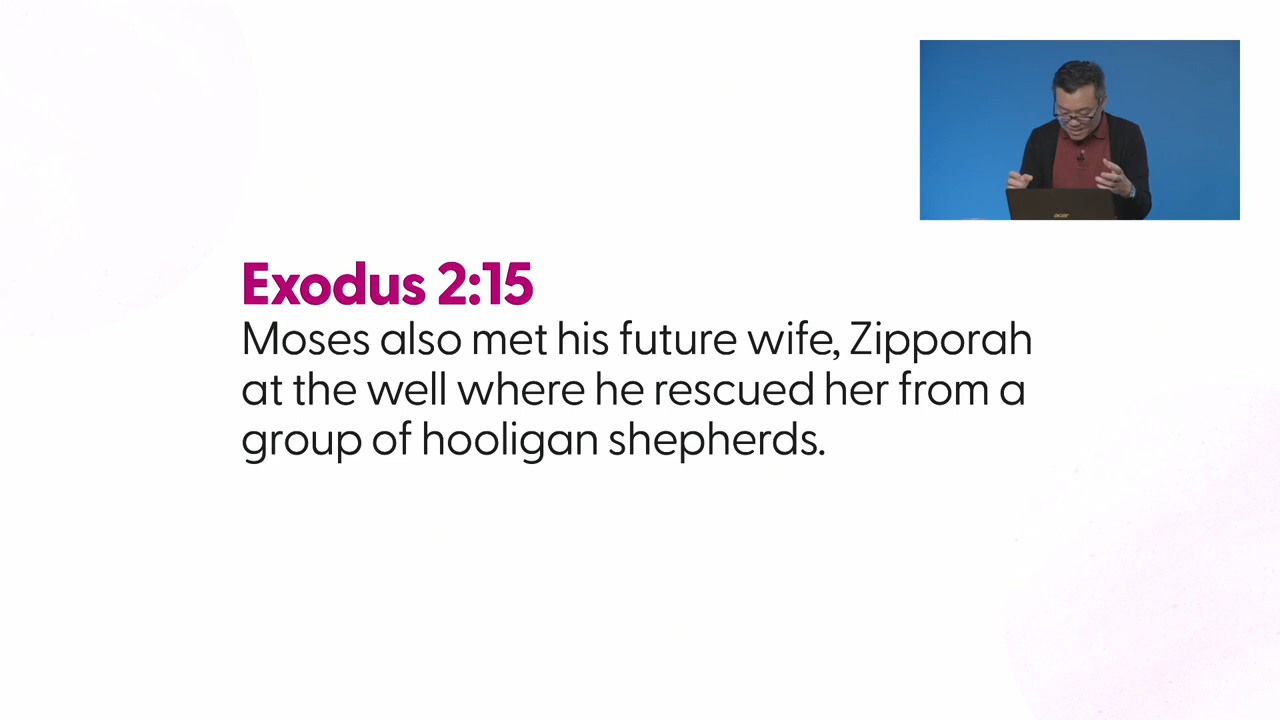 acer
Exodus 2:15
Moses also met his future wife, Zipporah
at the well where he rescued her from a
group of hooligan shepherds.